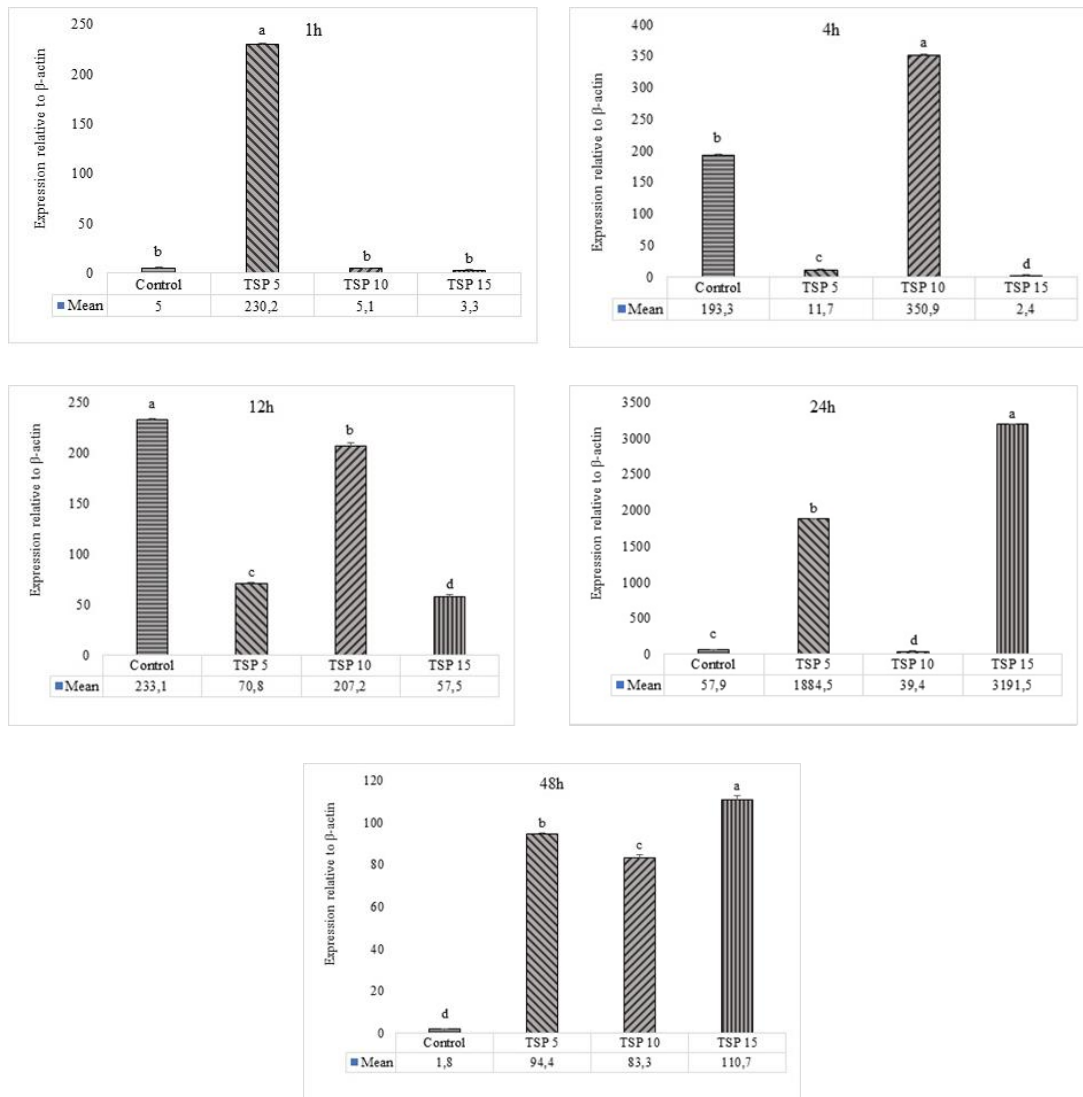 1h
Expression relative to β-actin
250
200
150
100
50
0
a
b
b
b
Control TSP 5 TSP 10 TSP 15
Mean 5 230,2 5,1 3,3
4h
Expression relative to β-actin
400
350
300
250
200
150
100
50
0
a
b
c
d
Control TSP 5 TSP 10 TSP 15
Mean 193,3 11,7 350,9 2,4
12h
Expression relative to β-actin
250
200
150
100
50
0
a
b
c
d
Control TSP 5 TSP 10 TSP 15
Mean 233,1 70,8 207,2 57,5
24h
Expression relative to β-actin
3500
3000
2500
2000
1500
1000
500
0
a
b
c
d
Control TSP 5 TSP 10 TSP 15
Mean 57,9 1884,5 39,4 3191,5
48h
Expression relative to β-actin
120
100
80
60
40
20
0
a
b
c
d
Control TSP 5 TSP 10 TSP 15
Mean 1,8 94,4 83,3 110,7